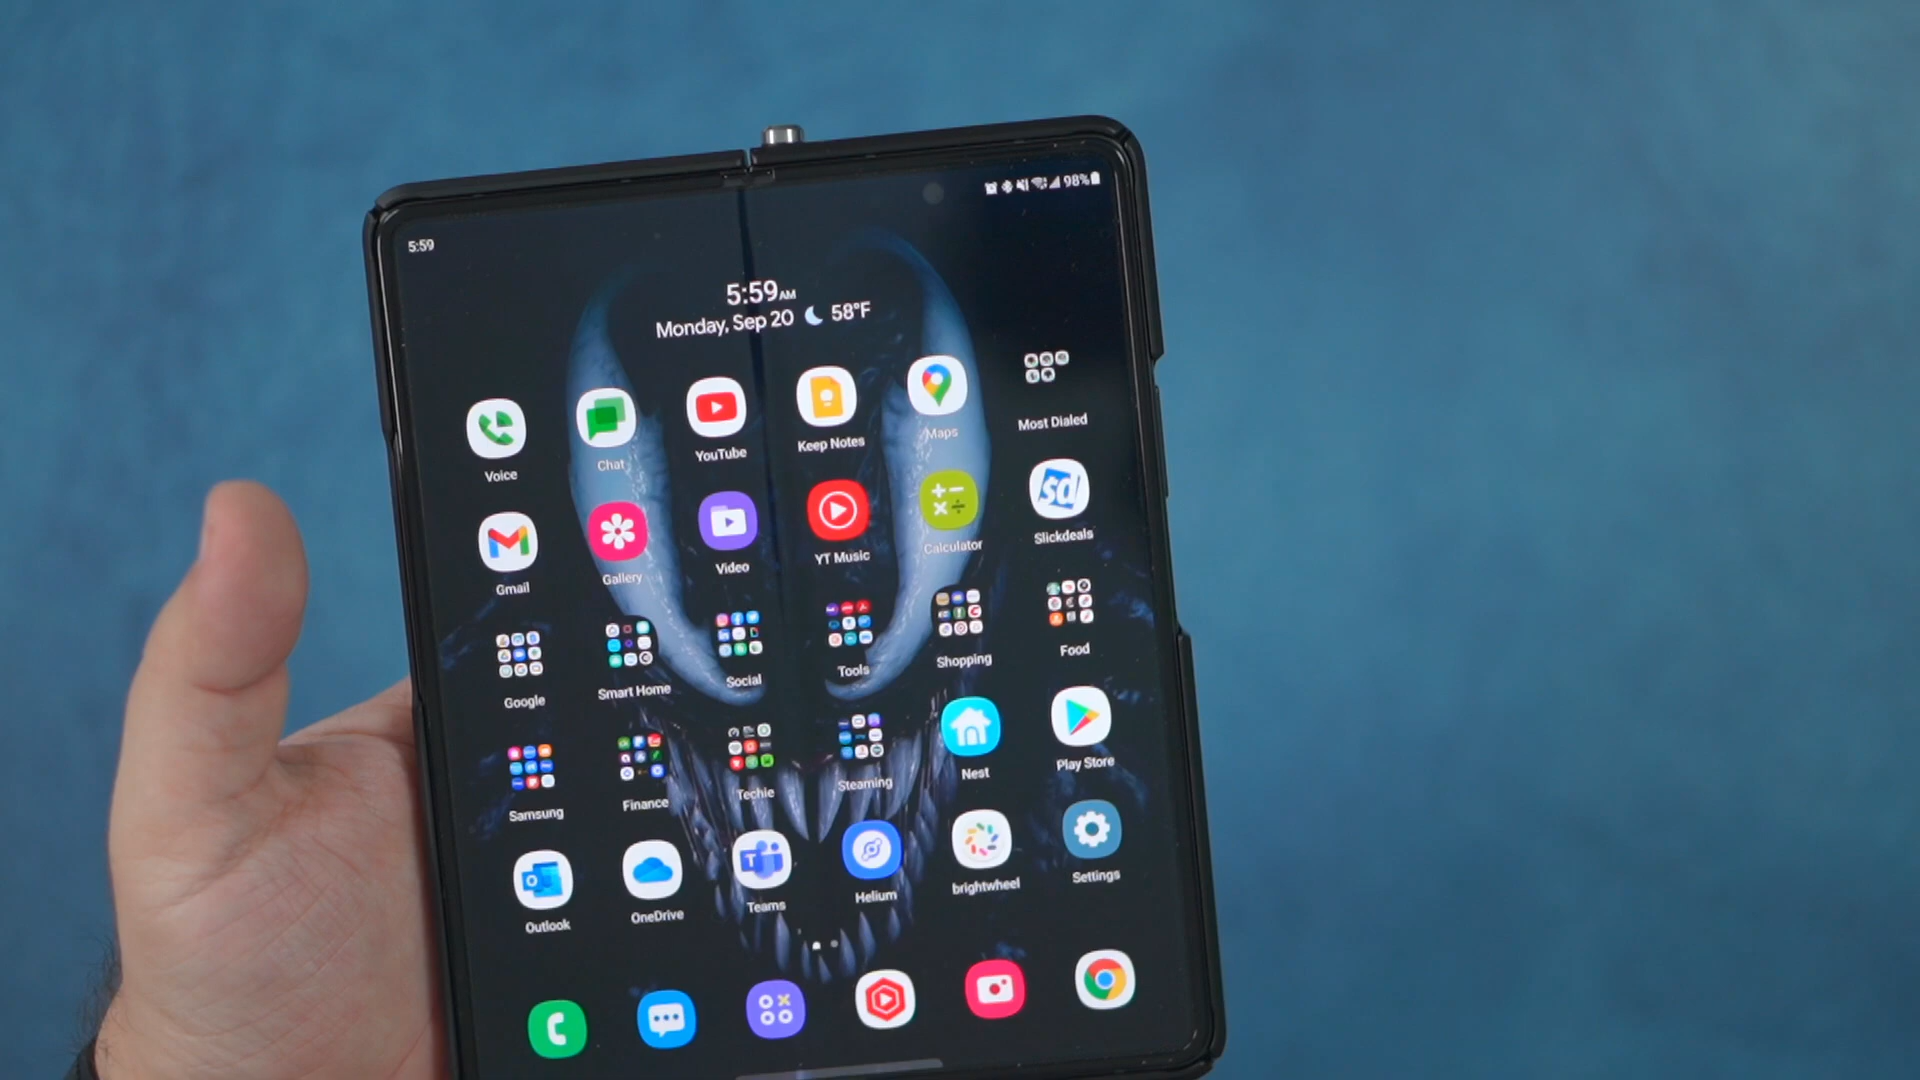 98%
5:59
5:59AM
Monday, Sep 20 58°F
Voice Chat YouTube Keep Notes Maps Most Dialed
sd
Gmail Gallery Video YT Music Calculator Slickdeals
Google Smart Home Social Tools Shopping Food
Samsung Finance Techie Steaming Nest Play Store
Outlook OneDrive Teams Helium brightwheel Settings